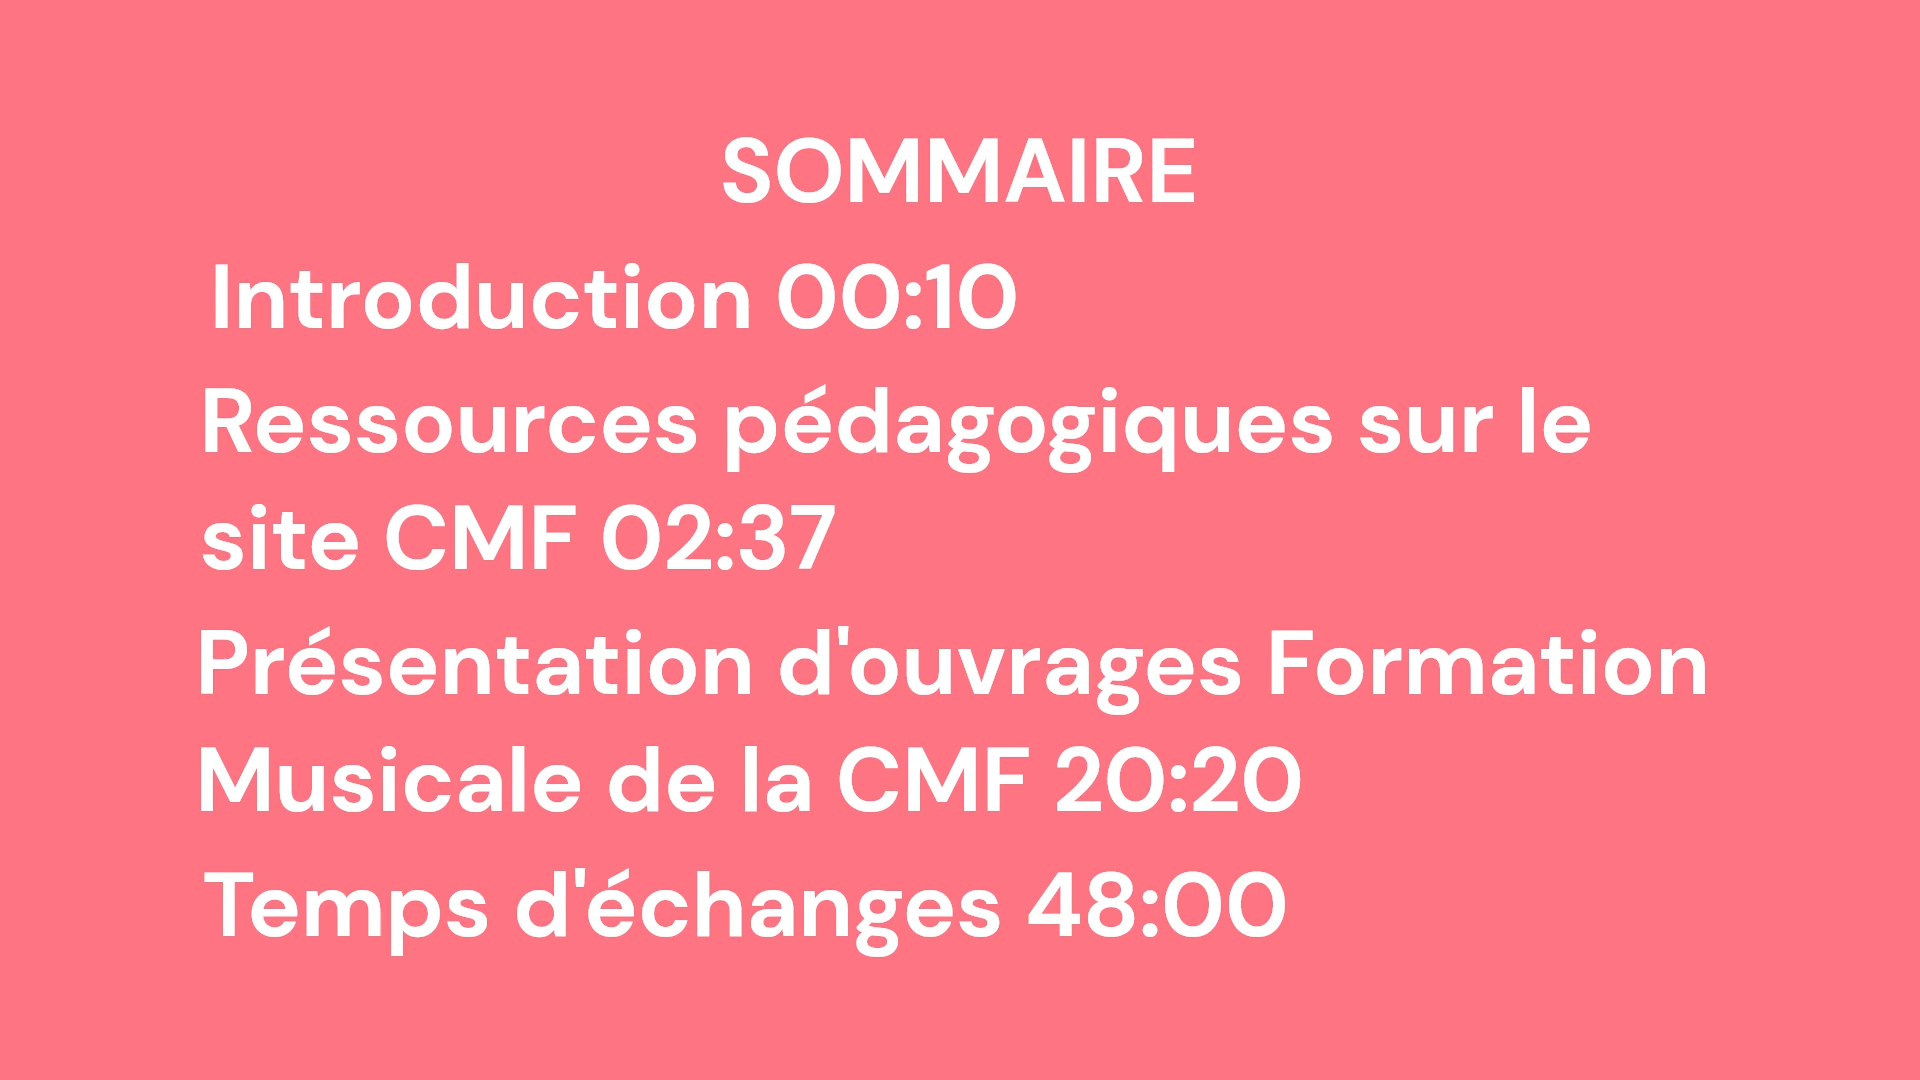 SOMMAIRE
Introduction 00:10
Ressources pédagogiques sur le
site CMF 02:37
Présentation d'ouvrages Formation
Musicale de la CMF 20:20
Temps d'échanges 48:00